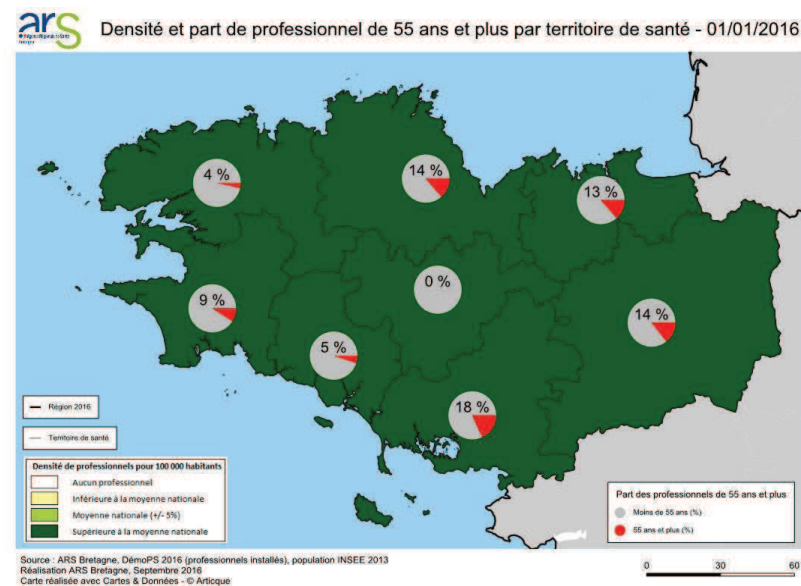 ars
Densité et part de professionnel de 55 ans et plus par territoire de santé - 01/01/2016
4 %
14 %
13 %
0 %
9 %
14 %
5 %
18 %
Région 2016
Territoire de santé
Densité de professionnels pour 100 000 habitants
Aucun professionnel
Inférieure à la moyenne nationale
Moyenne nationale (+/- 5%)
Supérieure à la moyenne nationale
Part des professionnels de 55 ans et plus
Moins de 55 ans (%)
55 ans et plus (%)
Source : ARS Bretagne, DémoPS 2016 (professionnels installés), population INSEE 2013
Réalisation ARS Bretagne, Septembre 2016
Carte réalisée avec Cartes & Données - © Articque
0 30 60